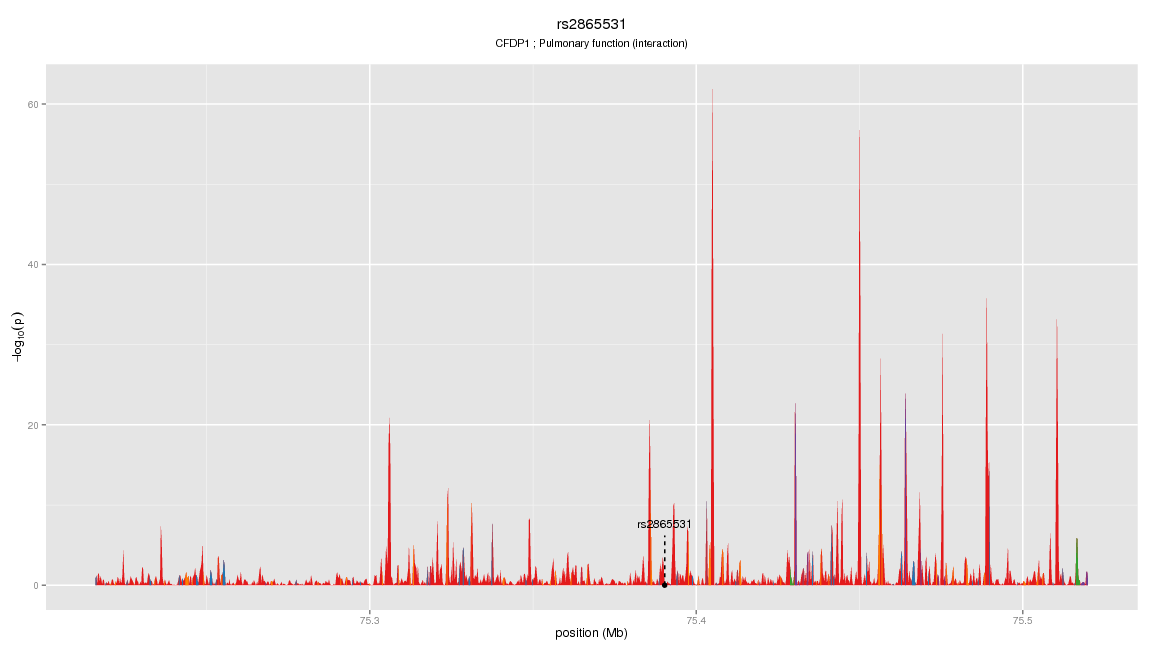 rs2865531
CFDP1 ; Pulmonary function (interaction)
60
40
20
0
−log10(p)
rs2865531
75.3
75.4
75.5
position (Mb)